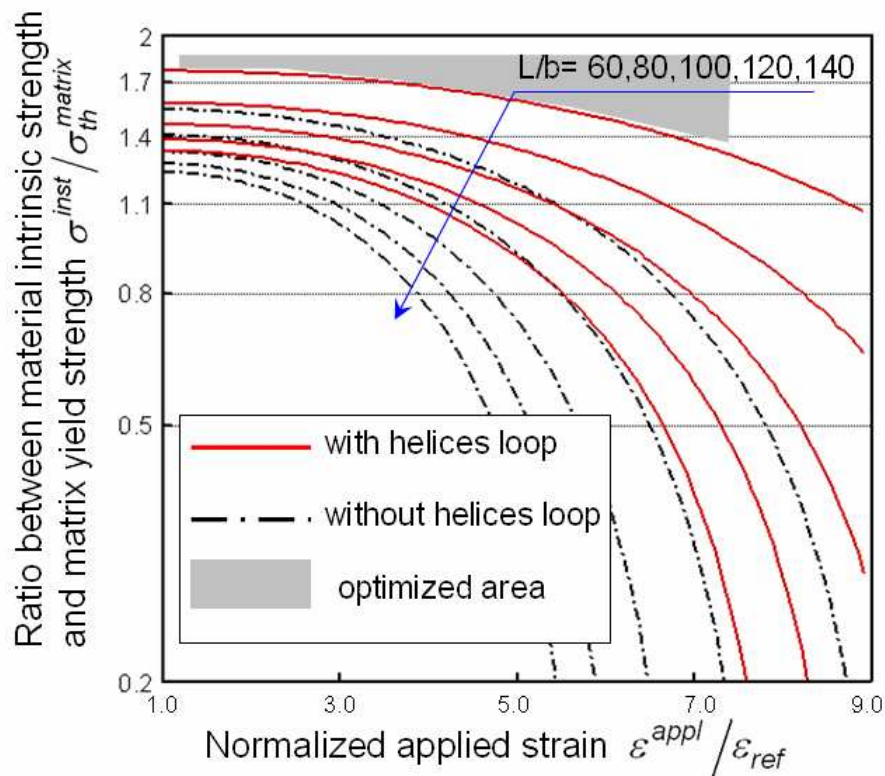 Ratio between material intrinsic strength
and matrix yield strength σ^inst / σ_th^matrix
2
1.7
1.4
1.1
0.8
0.5
0.2
L/b= 60,80,100,120,140
with helices loop
without helices loop
optimized area
1.0 3.0 5.0 7.0 9.0
Normalized applied strain ε^appl / ε_ref